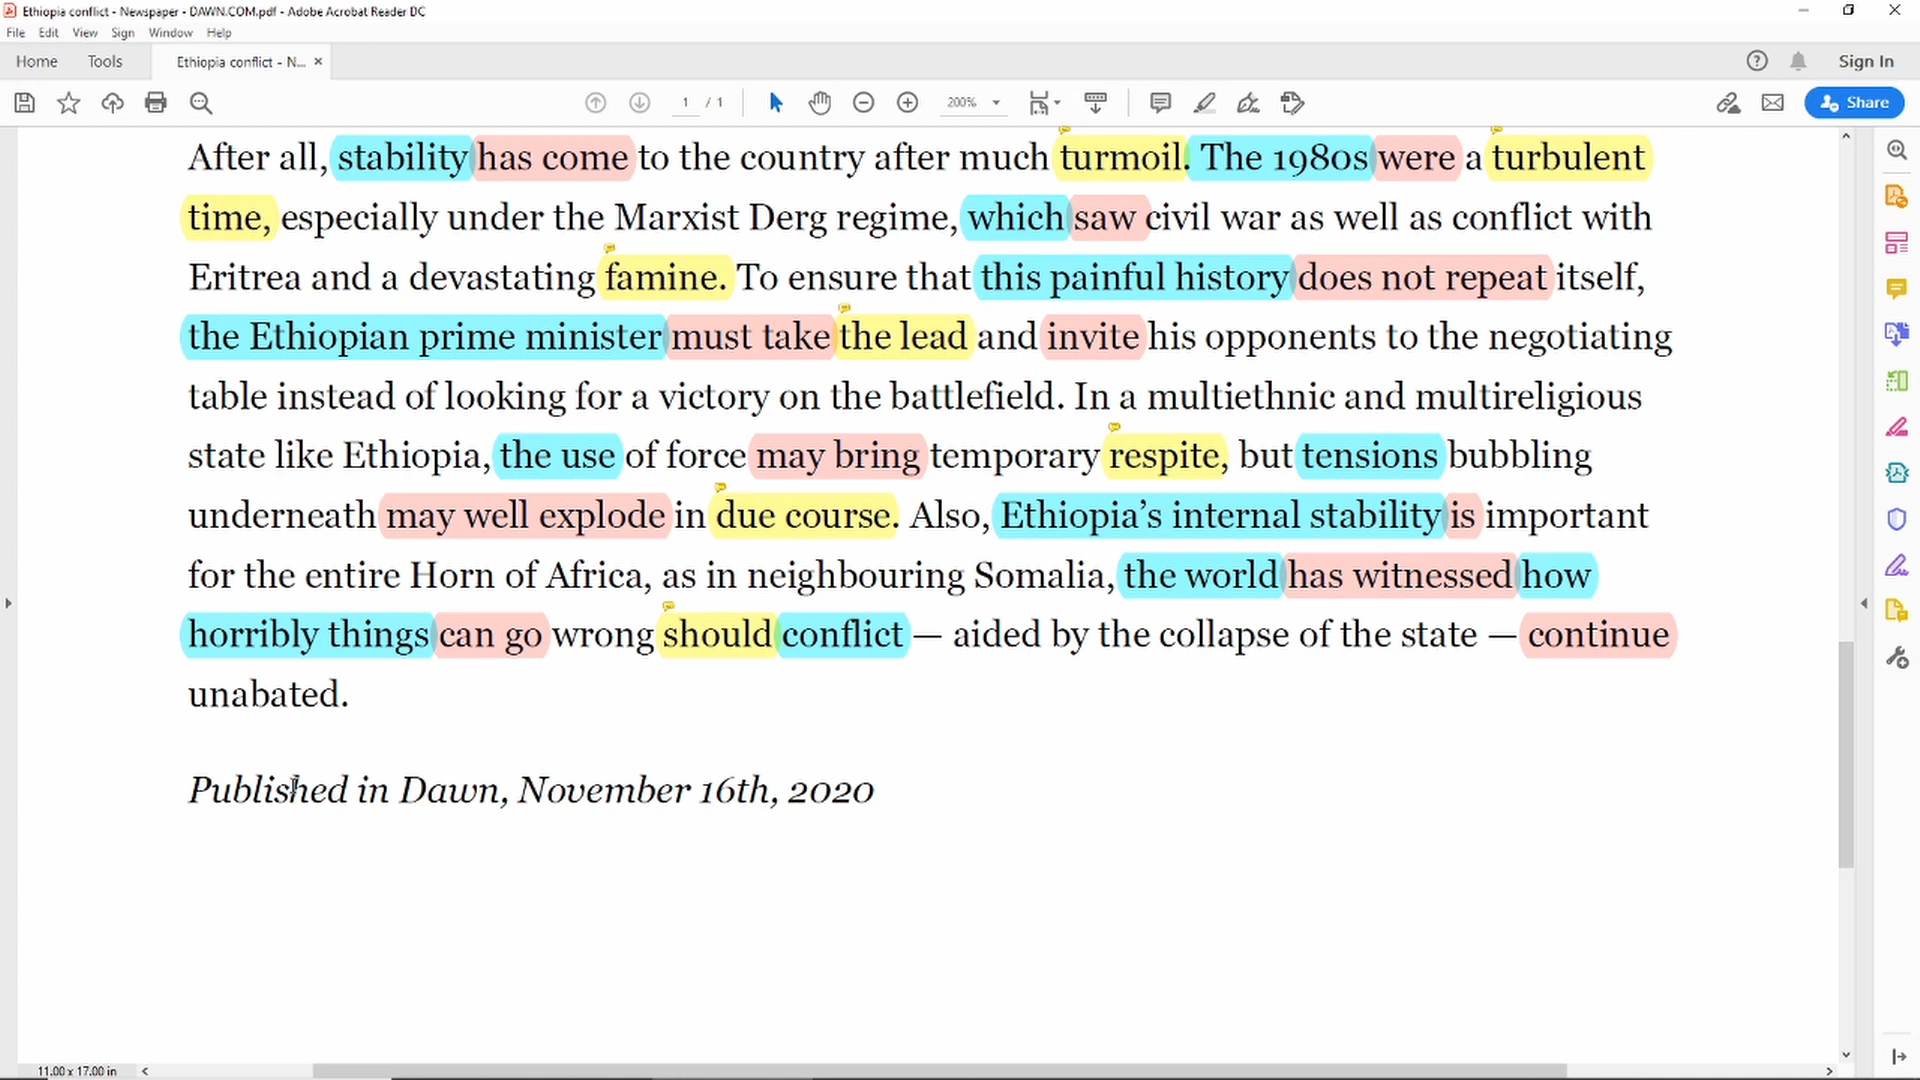 Ethiopia conflict - Newspaper - DAWN.COM.pdf - Adobe Acrobat Reader DC
File Edit View Sign Window Help
Home Tools Ethiopia conflict - N... × Sign In
1 / 1 200% Share
After all, stability has come to the country after much turmoil. The 1980s were a turbulent
time, especially under the Marxist Derg regime, which saw civil war as well as conflict with
Eritrea and a devastating famine. To ensure that this painful history does not repeat itself,
the Ethiopian prime minister must take the lead and invite his opponents to the negotiating
table instead of looking for a victory on the battlefield. In a multiethnic and multireligious
state like Ethiopia, the use of force may bring temporary respite, but tensions bubbling
underneath may well explode in due course. Also, Ethiopia’s internal stability is important
for the entire Horn of Africa, as in neighbouring Somalia, the world has witnessed how
horribly things can go wrong should conflict — aided by the collapse of the state — continue
unabated.
Published in Dawn, November 16th, 2020
11.00 x 17.00 in